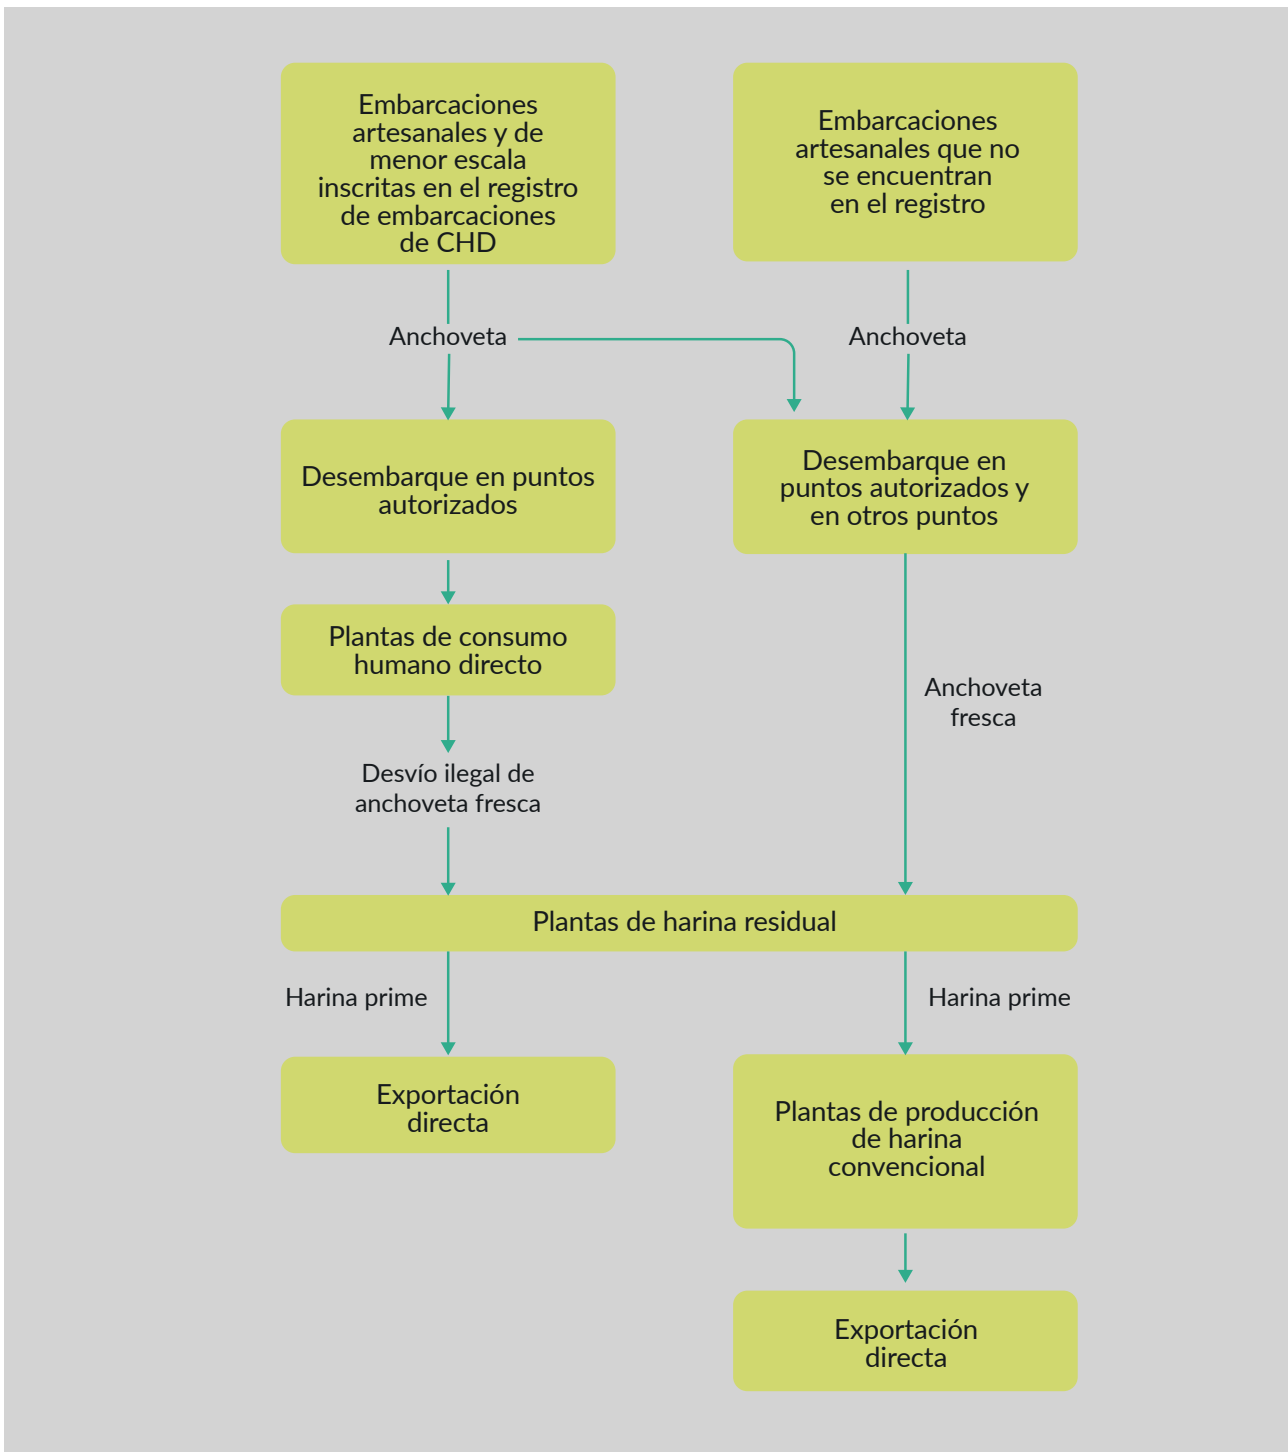 Embarcaciones
artesanales y de
menor escala
inscritas en el registro
de embarcaciones
de CHD
Embarcaciones
artesanales que no
se encuentran
en el registro
Anchoveta
Anchoveta
Desembarque en puntos
autorizados
Desembarque en
puntos autorizados y
en otros puntos
Plantas de consumo
humano directo
Anchoveta
fresca
Desvío ilegal de
anchoveta fresca
Plantas de harina residual
Harina prime
Harina prime
Exportación
directa
Plantas de producción
de harina
convencional
Exportación
directa